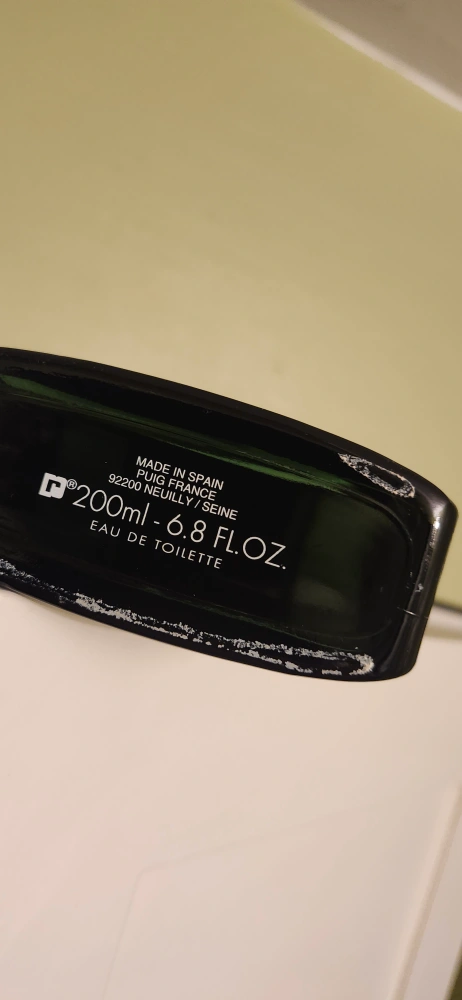 MADE IN SPAIN
PUIG FRANCE
92200 NEUILLY / SEINE
r® 200ml - 6.8 FL.OZ.
EAU DE TOILETTE